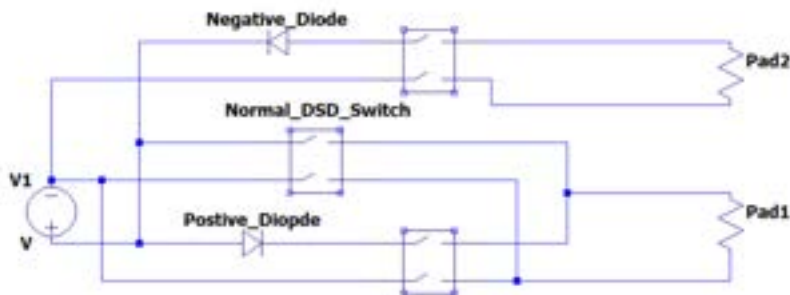 Negative_Diode
Pad2
Normal_DSD_Switch
V1
Postive_Diopde
Pad1
V